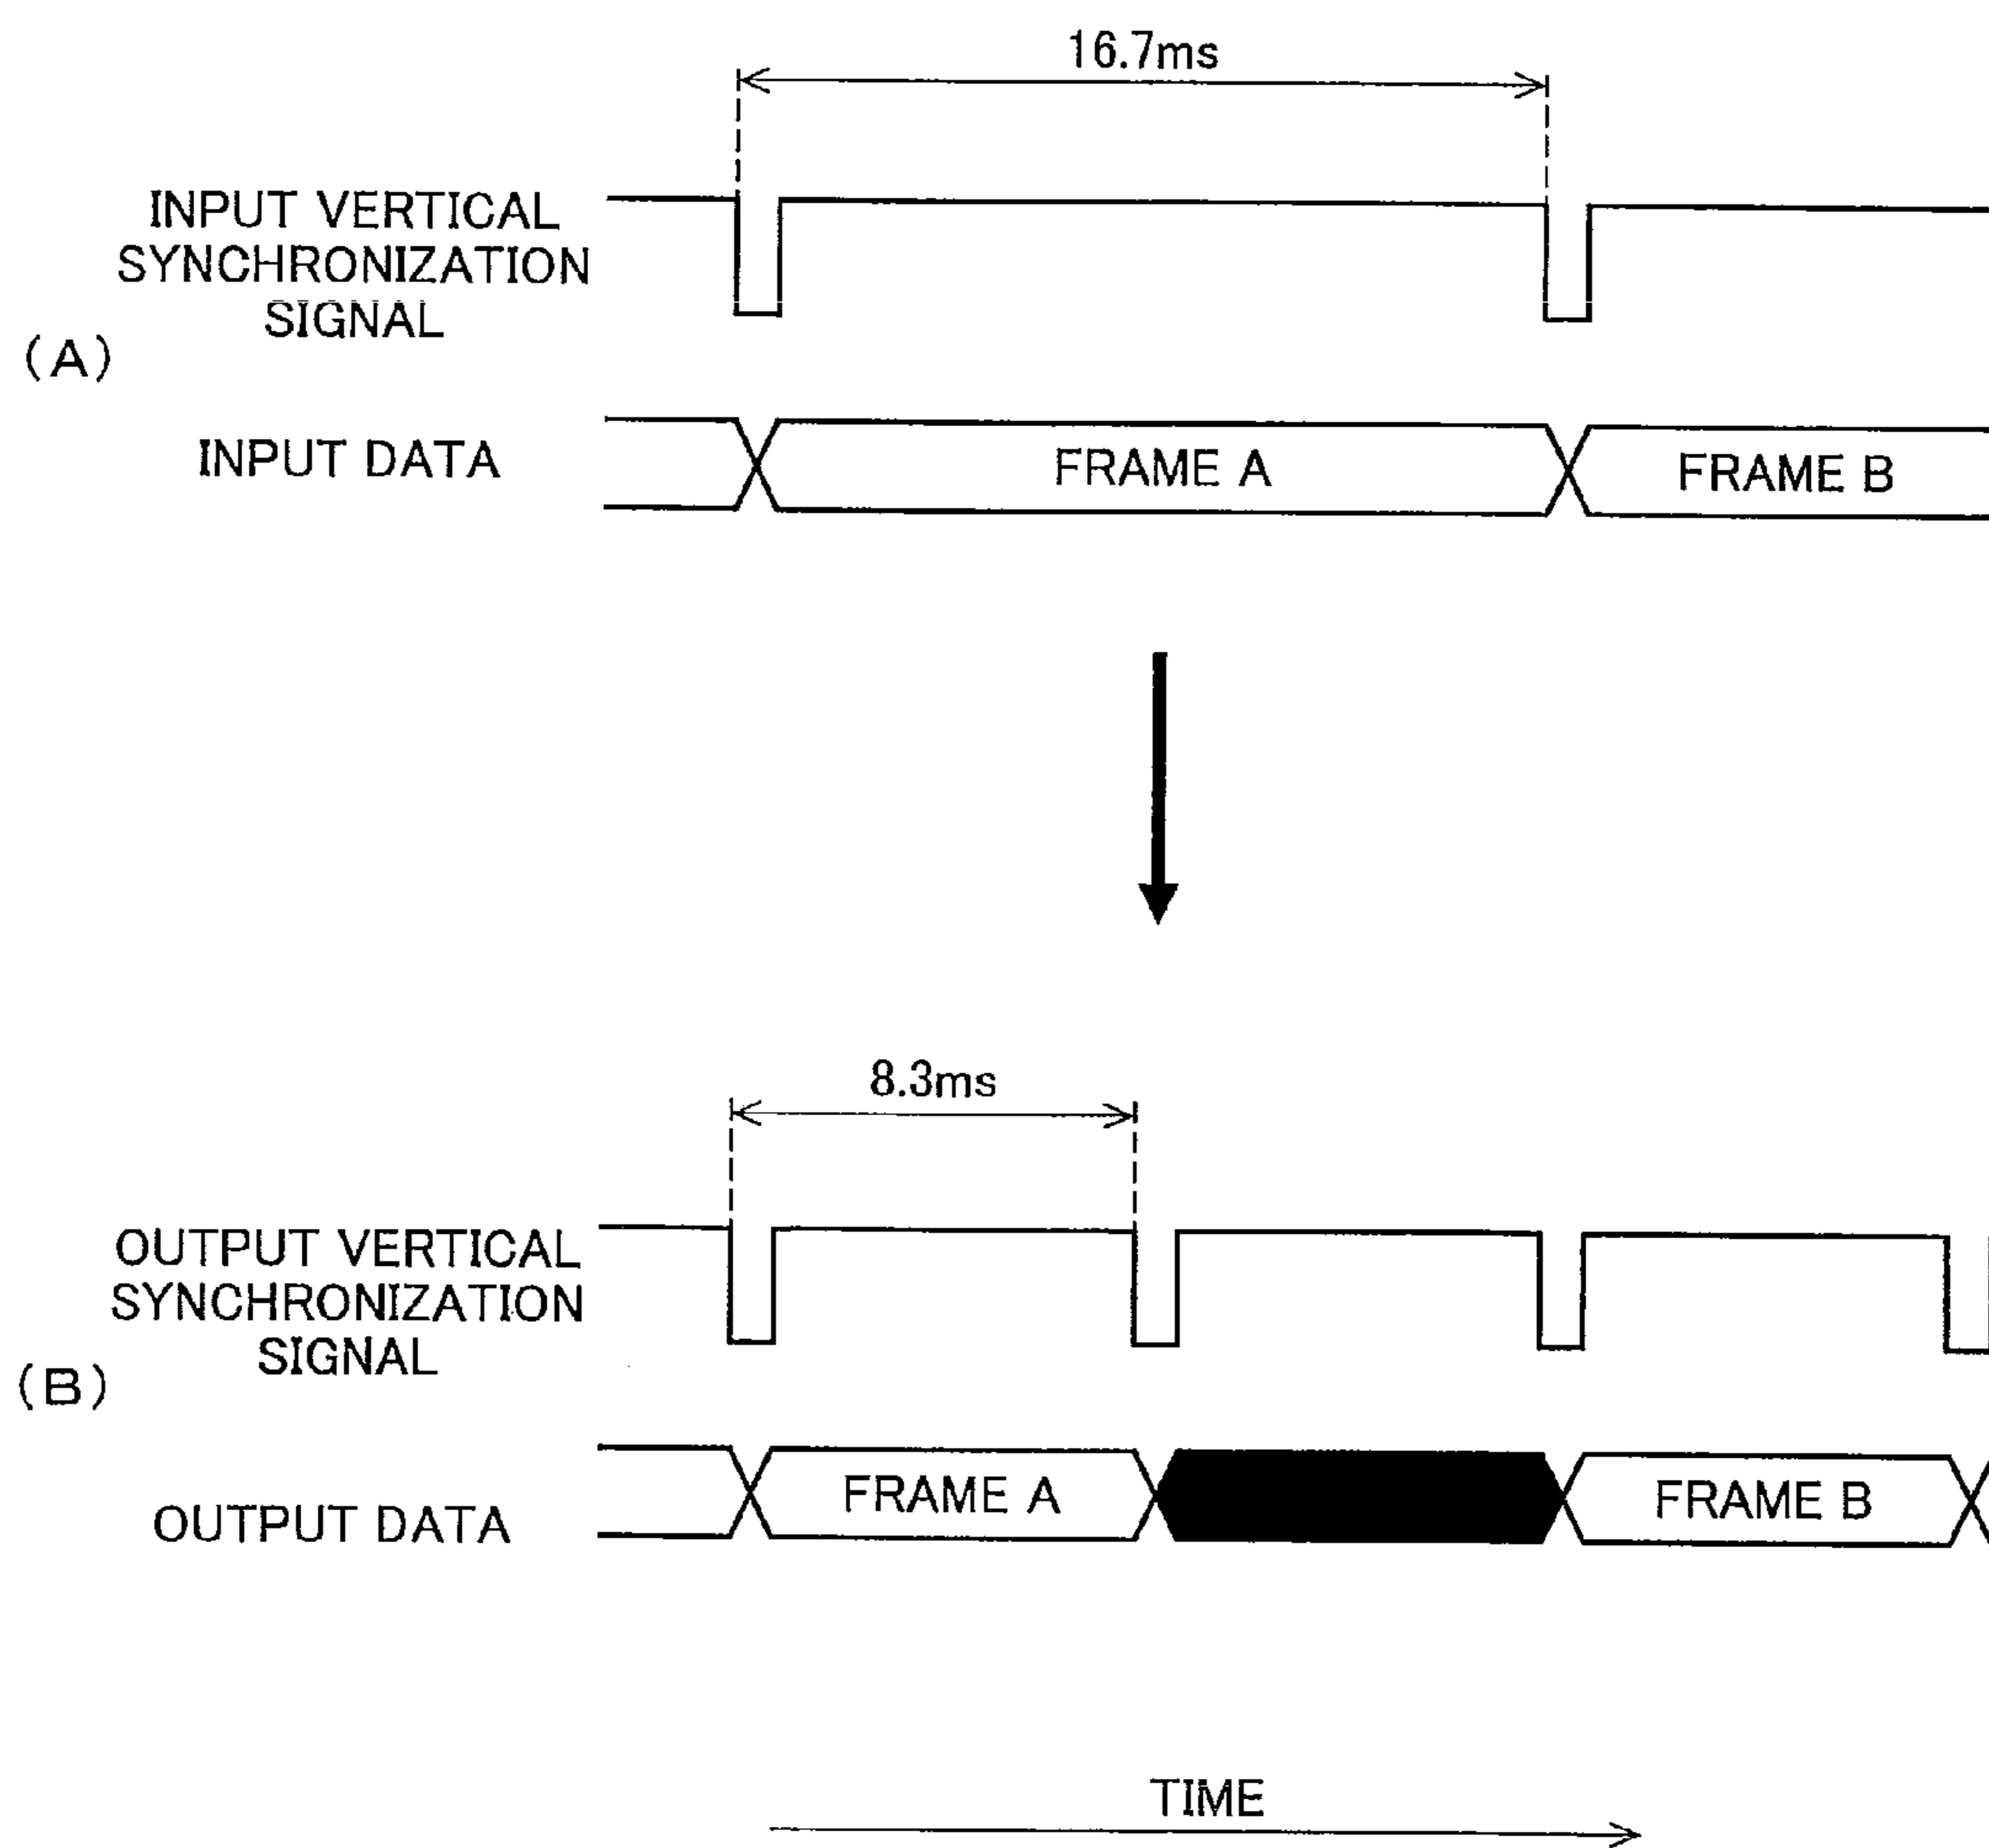 16.7ms
INPUT VERTICAL
SYNCHRONIZATION
SIGNAL
(A)
INPUT DATA
FRAME A
FRAME B
8.3ms
OUTPUT VERTICAL
SYNCHRONIZATION
SIGNAL
(B)
OUTPUT DATA
FRAME A
FRAME B
TIME